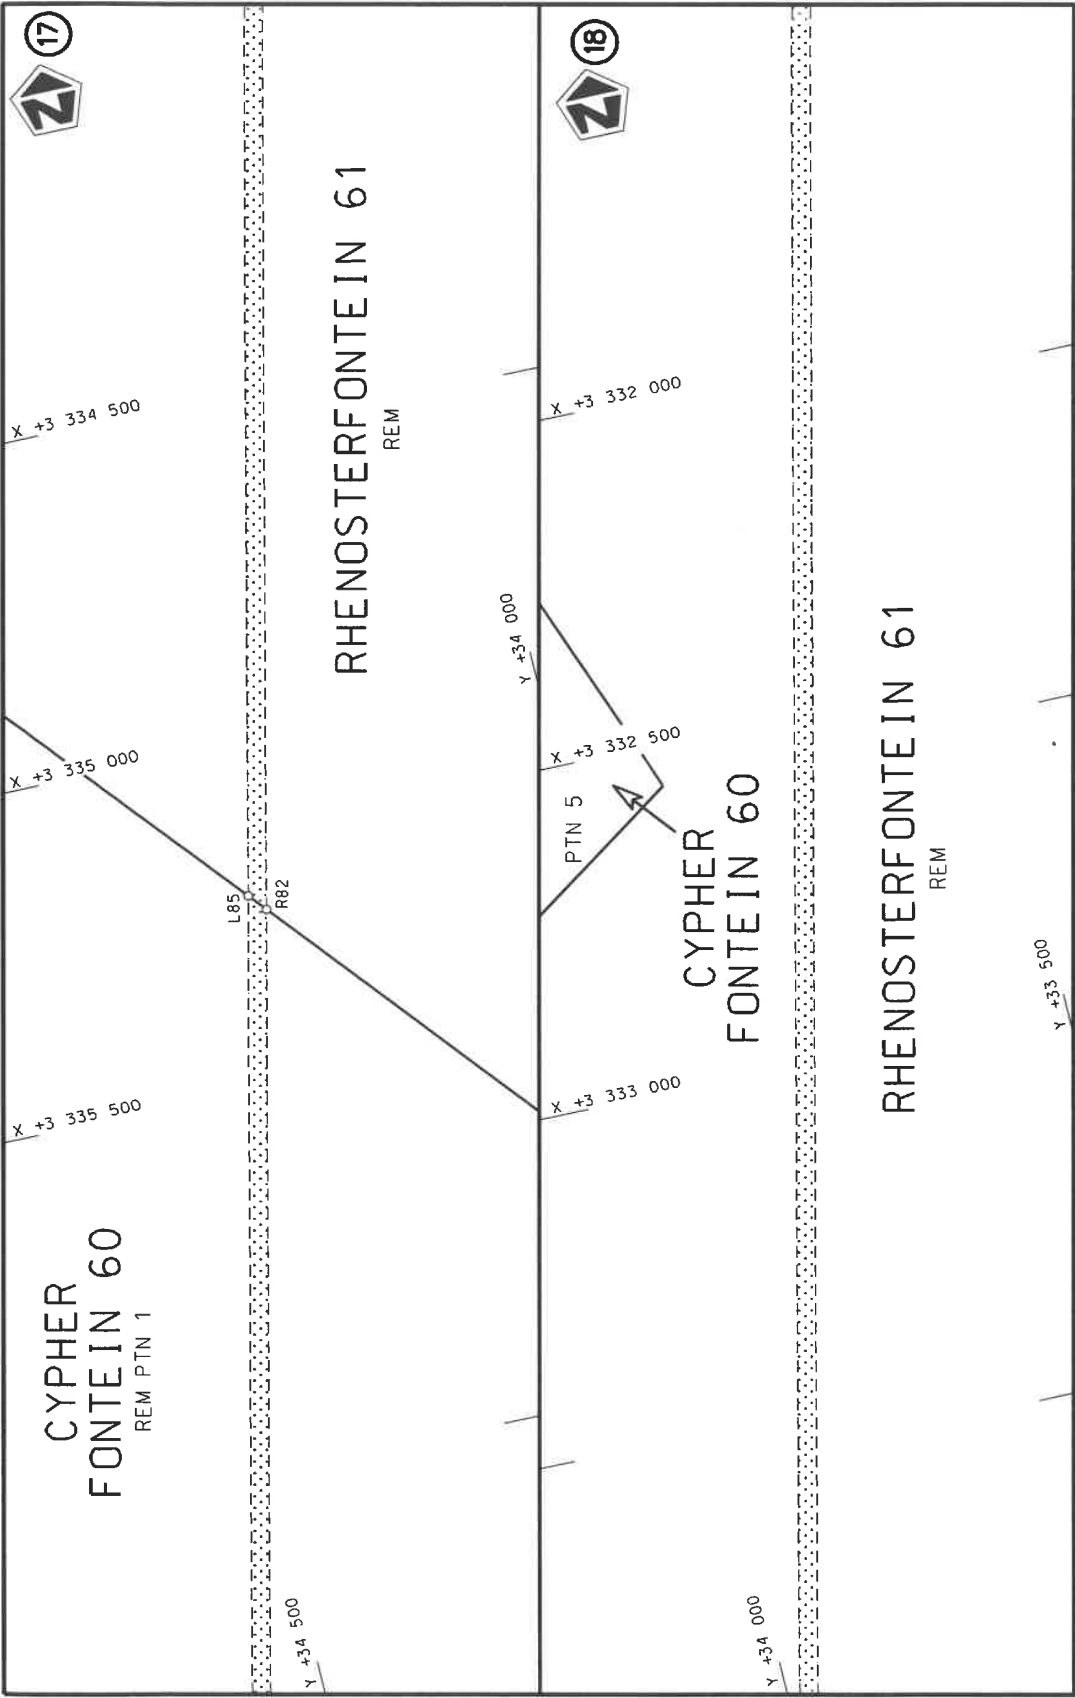 17
N
X +3 334 500
X +3 335 000
X +3 335 500
RHENOSTERFONTEIN 61
REM
L85
R82
CYPHER
FONTEIN 60
REM PTN 1
Y +34 000
Y +34 500
18
N
X +3 332 000
X +3 332 500
X +3 333 000
PTN 5
CYPHER
FONTEIN 60
RHENOSTERFONTEIN 61
REM
Y +33 500
Y +34 000